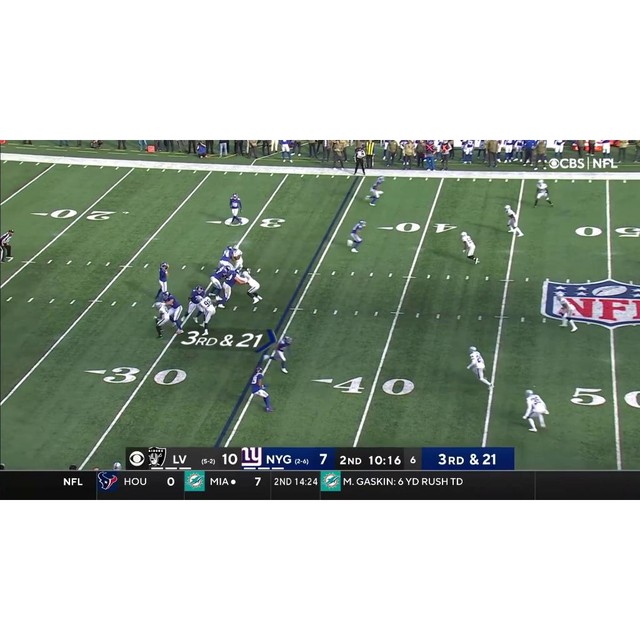 CBS | NFL
20
30
40
50
NFL
3RD & 21
30
40
50
LV (5-2) 10 NYG (2-6) 7 2ND 10:16 6 3RD & 21
NFL HOU 0 MIA 7 2ND 14:24 M. GASKIN: 6 YD RUSH TD